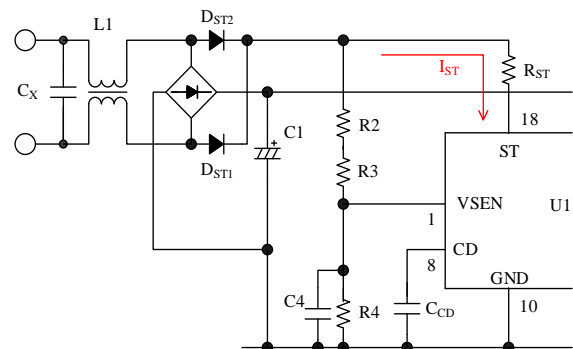 L1
DST2
IST
RST
CX
18
R2
C1
ST
R3
DST1
VSEN
U1
1
CD
8
GND
C4
R4
CCD
10